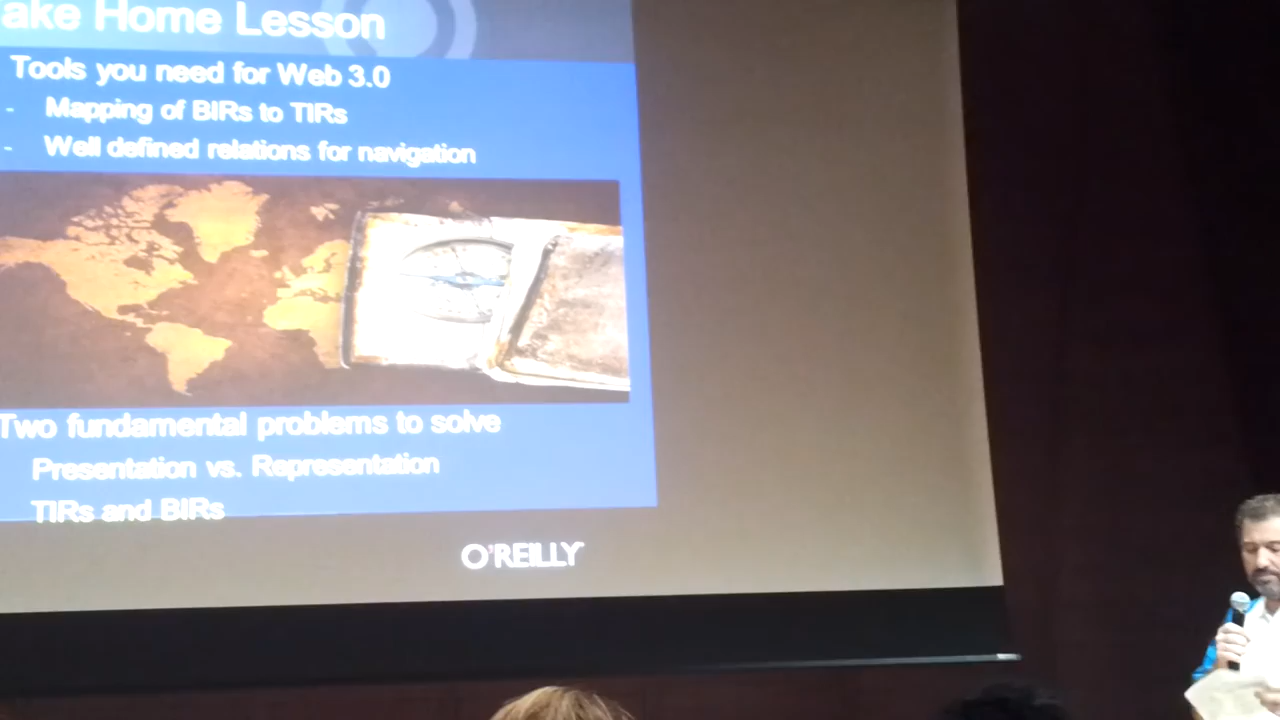 ake Home Lesson
Tools you need for Web 3.0
- Mapping of BIRs to TIRs
- Well defined relations for navigation
Two fundamental problems to solve
Presentation vs. Representation
TIRs and BIRs
O'REILLY